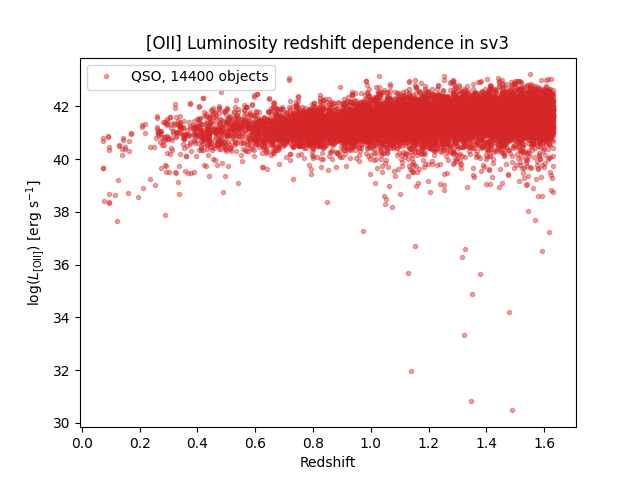 [OII] Luminosity redshift dependence in sv3
QSO, 14400 objects
log(L[OII]) [erg s⁻¹]
42
40
38
36
34
32
30
0.0 0.2 0.4 0.6 0.8 1.0 1.2 1.4 1.6
Redshift